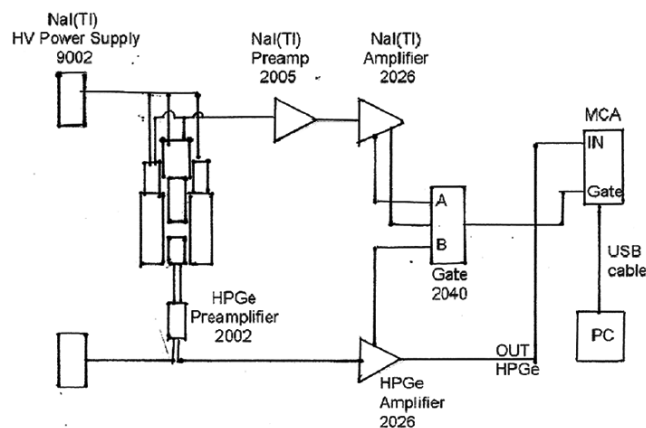 NaI(Tl)
HV Power Supply
9002
NaI(Tl)
Preamp
2005
NaI(Tl)
Amplifier
2026
MCA
IN
Gate
A
B
Gate
2040
USB
cable
PC
HPGe
Preamplifier
2002
OUT
HPGe
HPGe
Amplifier
2026